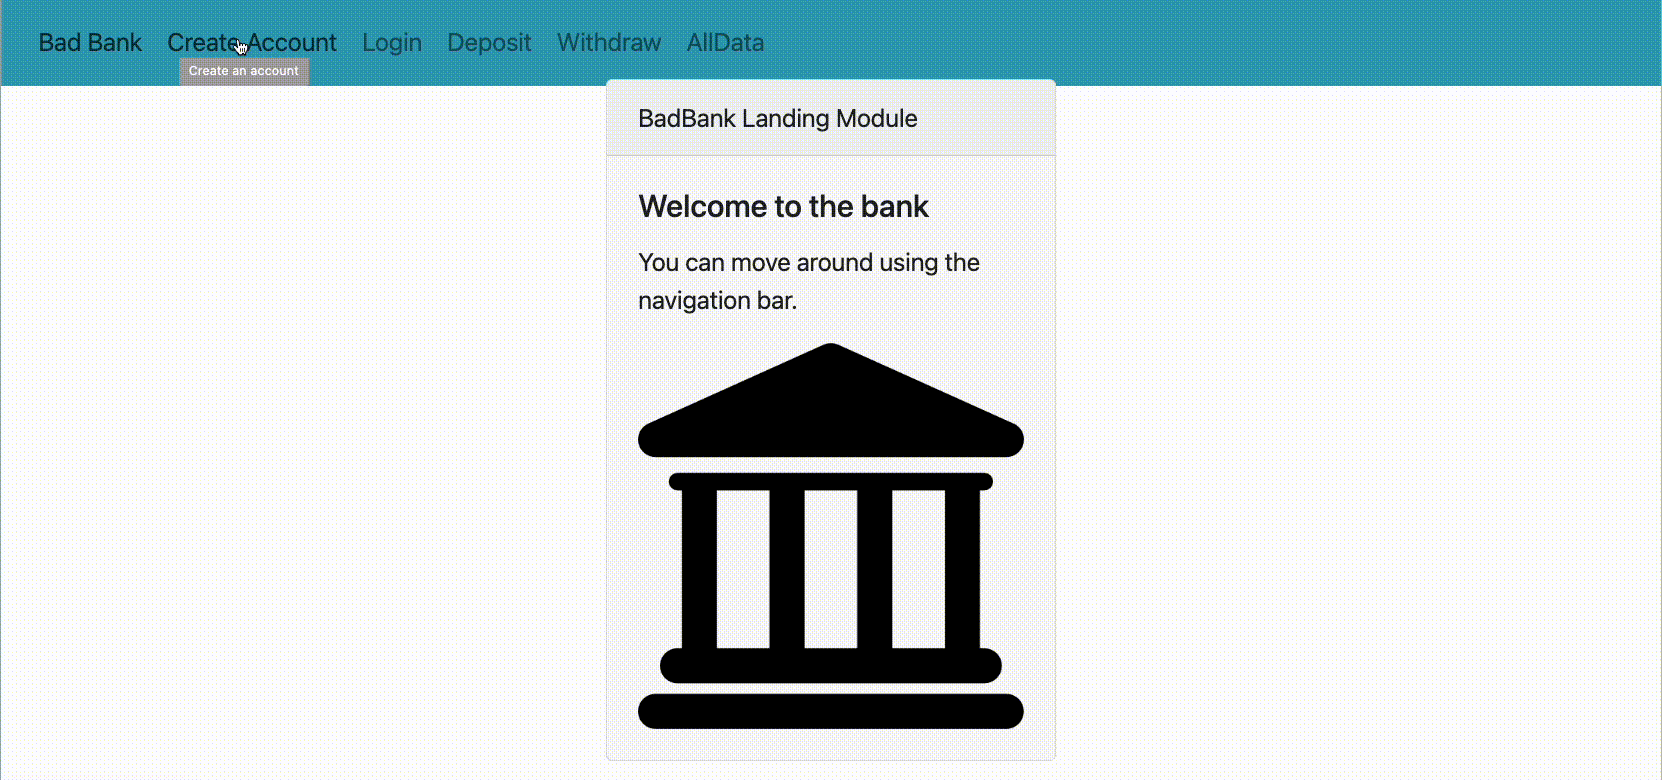 Bad Bank Create Account Login Deposit Withdraw AllData
Create an account
BadBank Landing Module
Welcome to the bank
You can move around using the
navigation bar.